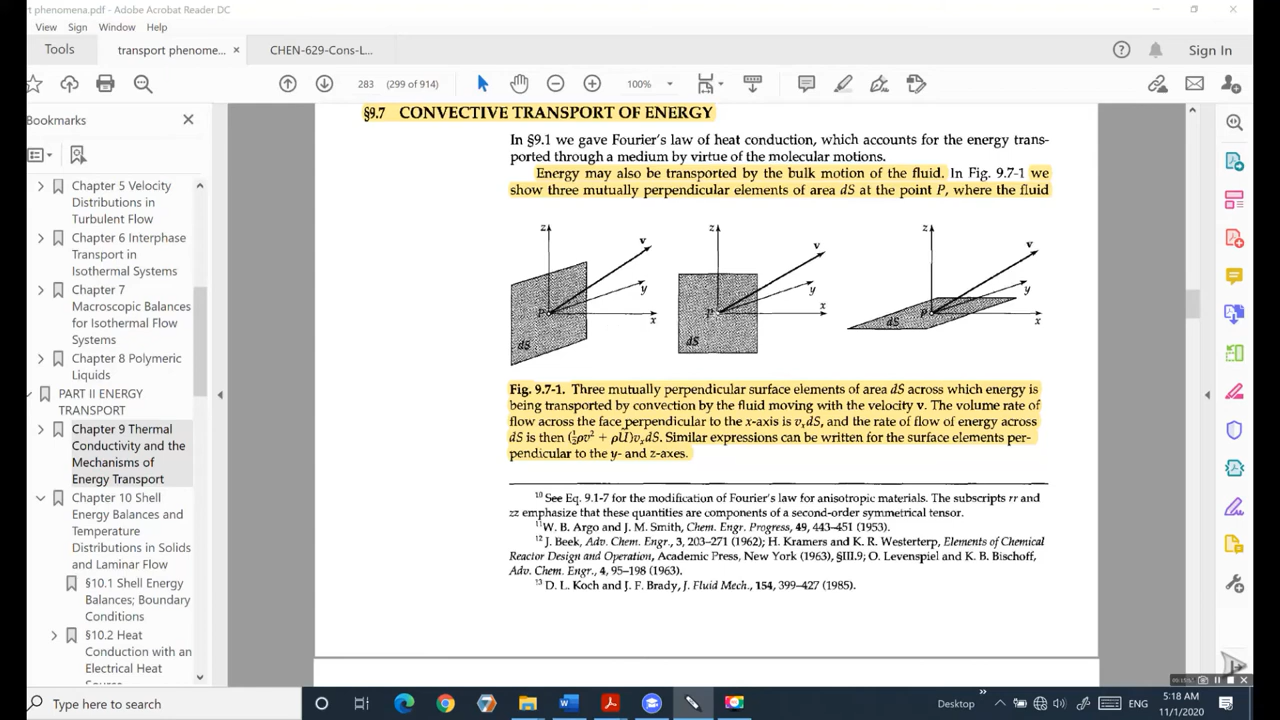 rt phenomena.pdf - Adobe Acrobat Reader DC
View Sign Window Help
Tools transport phenome... × CHEN-629-Cons-L... Sign In
283 (299 of 914) 100%
Bookmarks
Chapter 5 Velocity
Distributions in
Turbulent Flow
Chapter 6 Interphase
Transport in
Isothermal Systems
Chapter 7
Macroscopic Balances
for Isothermal Flow
Systems
Chapter 8 Polymeric
Liquids
PART II ENERGY
TRANSPORT
Chapter 9 Thermal
Conductivity and the
Mechanisms of
Energy Transport
Chapter 10 Shell
Energy Balances and
Temperature
Distributions in Solids
and Laminar Flow
§10.1 Shell Energy
Balances; Boundary
Conditions
§10.2 Heat
Conduction with an
Electrical Heat
§9.7 CONVECTIVE TRANSPORT OF ENERGY
In §9.1 we gave Fourier's law of heat conduction, which accounts for the energy trans-
ported through a medium by virtue of the molecular motions.
Energy may also be transported by the bulk motion of the fluid. In Fig. 9.7-1 we
show three mutually perpendicular elements of area dS at the point P, where the fluid
z v y x P dS
z v y x P dS
z v y x P dS
Fig. 9.7-1. Three mutually perpendicular surface elements of area dS across which energy is
being transported by convection by the fluid moving with the velocity v. The volume rate of
flow across the face perpendicular to the x-axis is vₓdS, and the rate of flow of energy across
dS is then (½ρv² + ρÛ)vₓdS. Similar expressions can be written for the surface elements per-
pendicular to the y- and z-axes.
¹⁰ See Eq. 9.1-7 for the modification of Fourier's law for anisotropic materials. The subscripts rr and
zz emphasize that these quantities are components of a second-order symmetrical tensor.
¹¹ W. B. Argo and J. M. Smith, Chem. Engr. Progress, 49, 443–451 (1953).
¹² J. Beek, Adv. Chem. Engr., 3, 203–271 (1962); H. Kramers and K. R. Westerterp, Elements of Chemical
Reactor Design and Operation, Academic Press, New York (1963), §III.9; O. Levenspiel and K. B. Bischoff,
Adv. Chem. Engr., 4, 95–198 (1963).
¹³ D. L. Koch and J. F. Brady, J. Fluid Mech., 154, 399–427 (1985).
Type here to search
Desktop
ENG
5:18 AM
11/1/2020